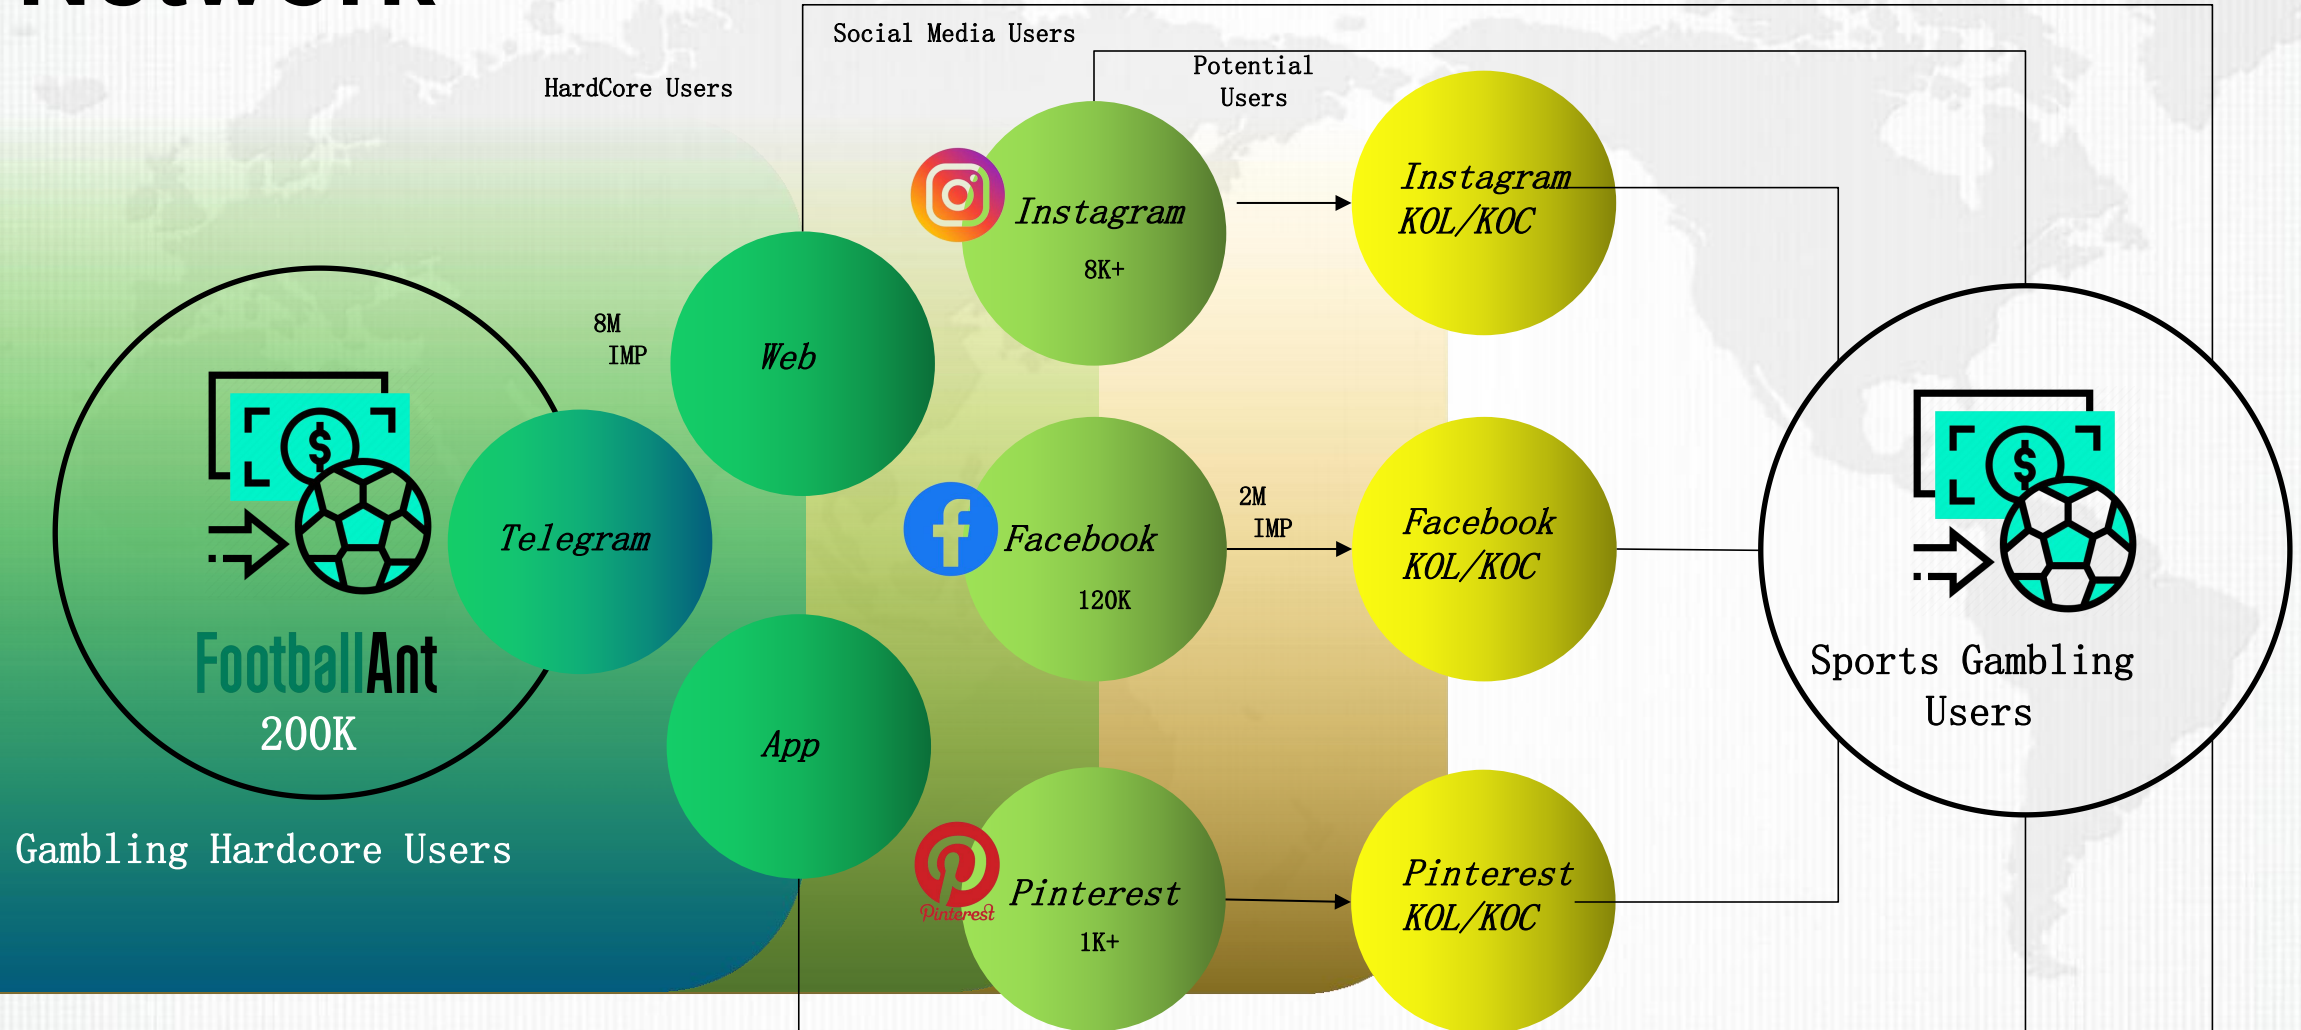 Network
Social Media Users
HardCore Users
Potential
Users
Instagram
8K+
Instagram
KOL/KOC
8M
IMP
Web
Telegram
2M
IMP
Facebook
120K
Facebook
KOL/KOC
FootballAnt
200K
Sports Gambling
Users
App
Gambling Hardcore Users
Pinterest
Pinterest
1K+
Pinterest
KOL/KOC